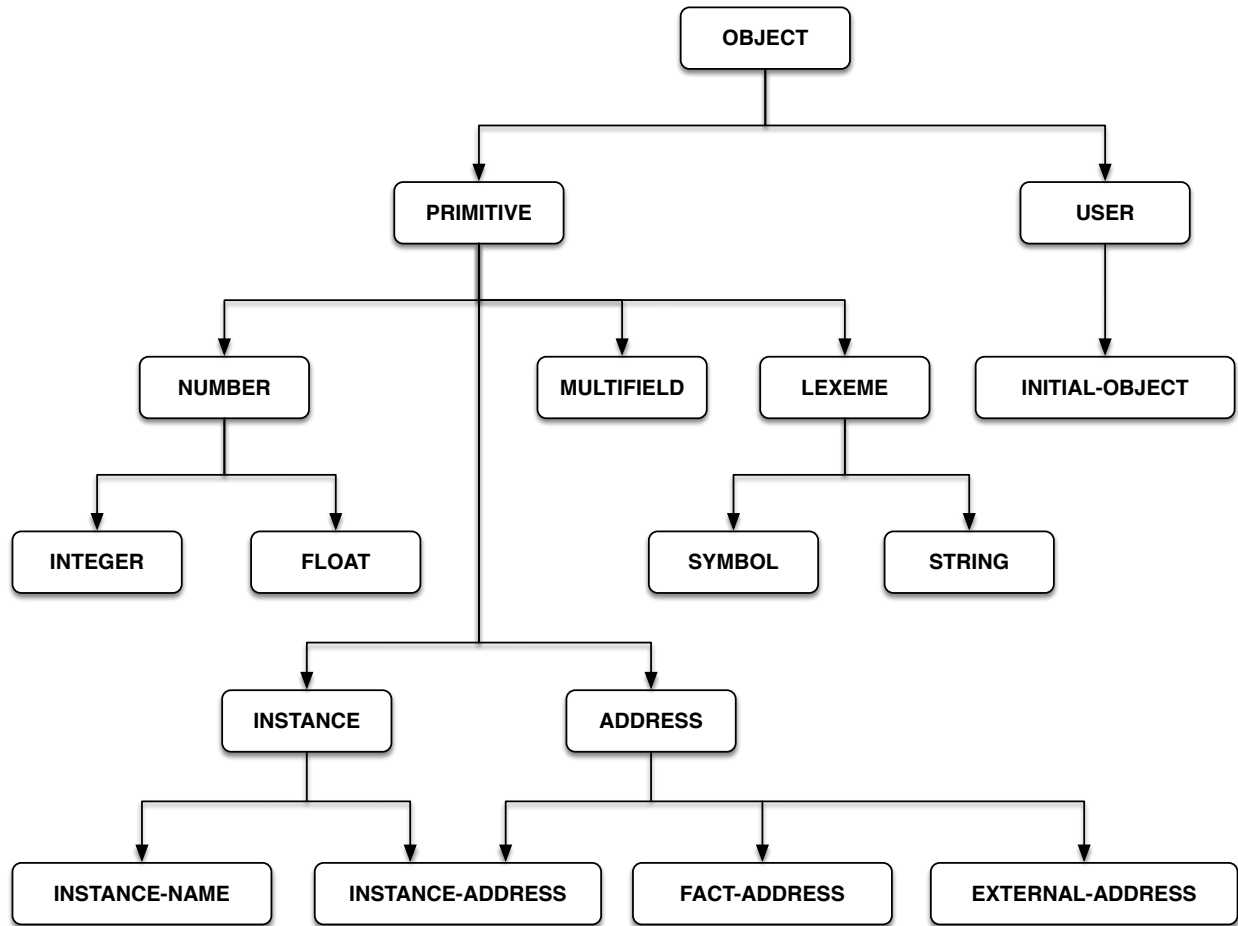 OBJECT
PRIMITIVE
USER
NUMBER
MULTIFIELD
LEXEME
INITIAL-OBJECT
INTEGER
FLOAT
SYMBOL
STRING
INSTANCE
ADDRESS
INSTANCE-NAME
INSTANCE-ADDRESS
FACT-ADDRESS
EXTERNAL-ADDRESS